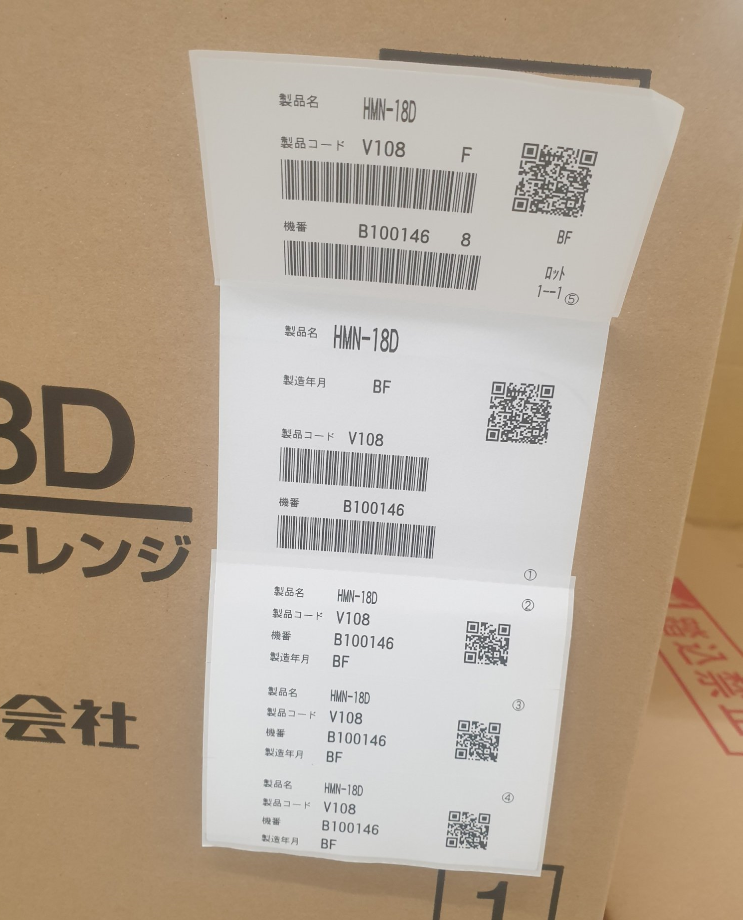 製品名 HMN-18D
製品コード V108 F
機番 B100146 8
BF
ロット
1--1 ⑤
製品名 HMN-18D
製造年月 BF
製品コード V108
機番 B100146
①
②
製品名 HMN-18D
製品コード V108
機番 B100146
製造年月 BF
③
製品名 HMN-18D
製品コード V108
機番 B100146
製造年月 BF
④
製品名 HMN-18D
製品コード V108
機番 B100146
製造年月 BF
8D
子レンジ
会社
1
込禁止